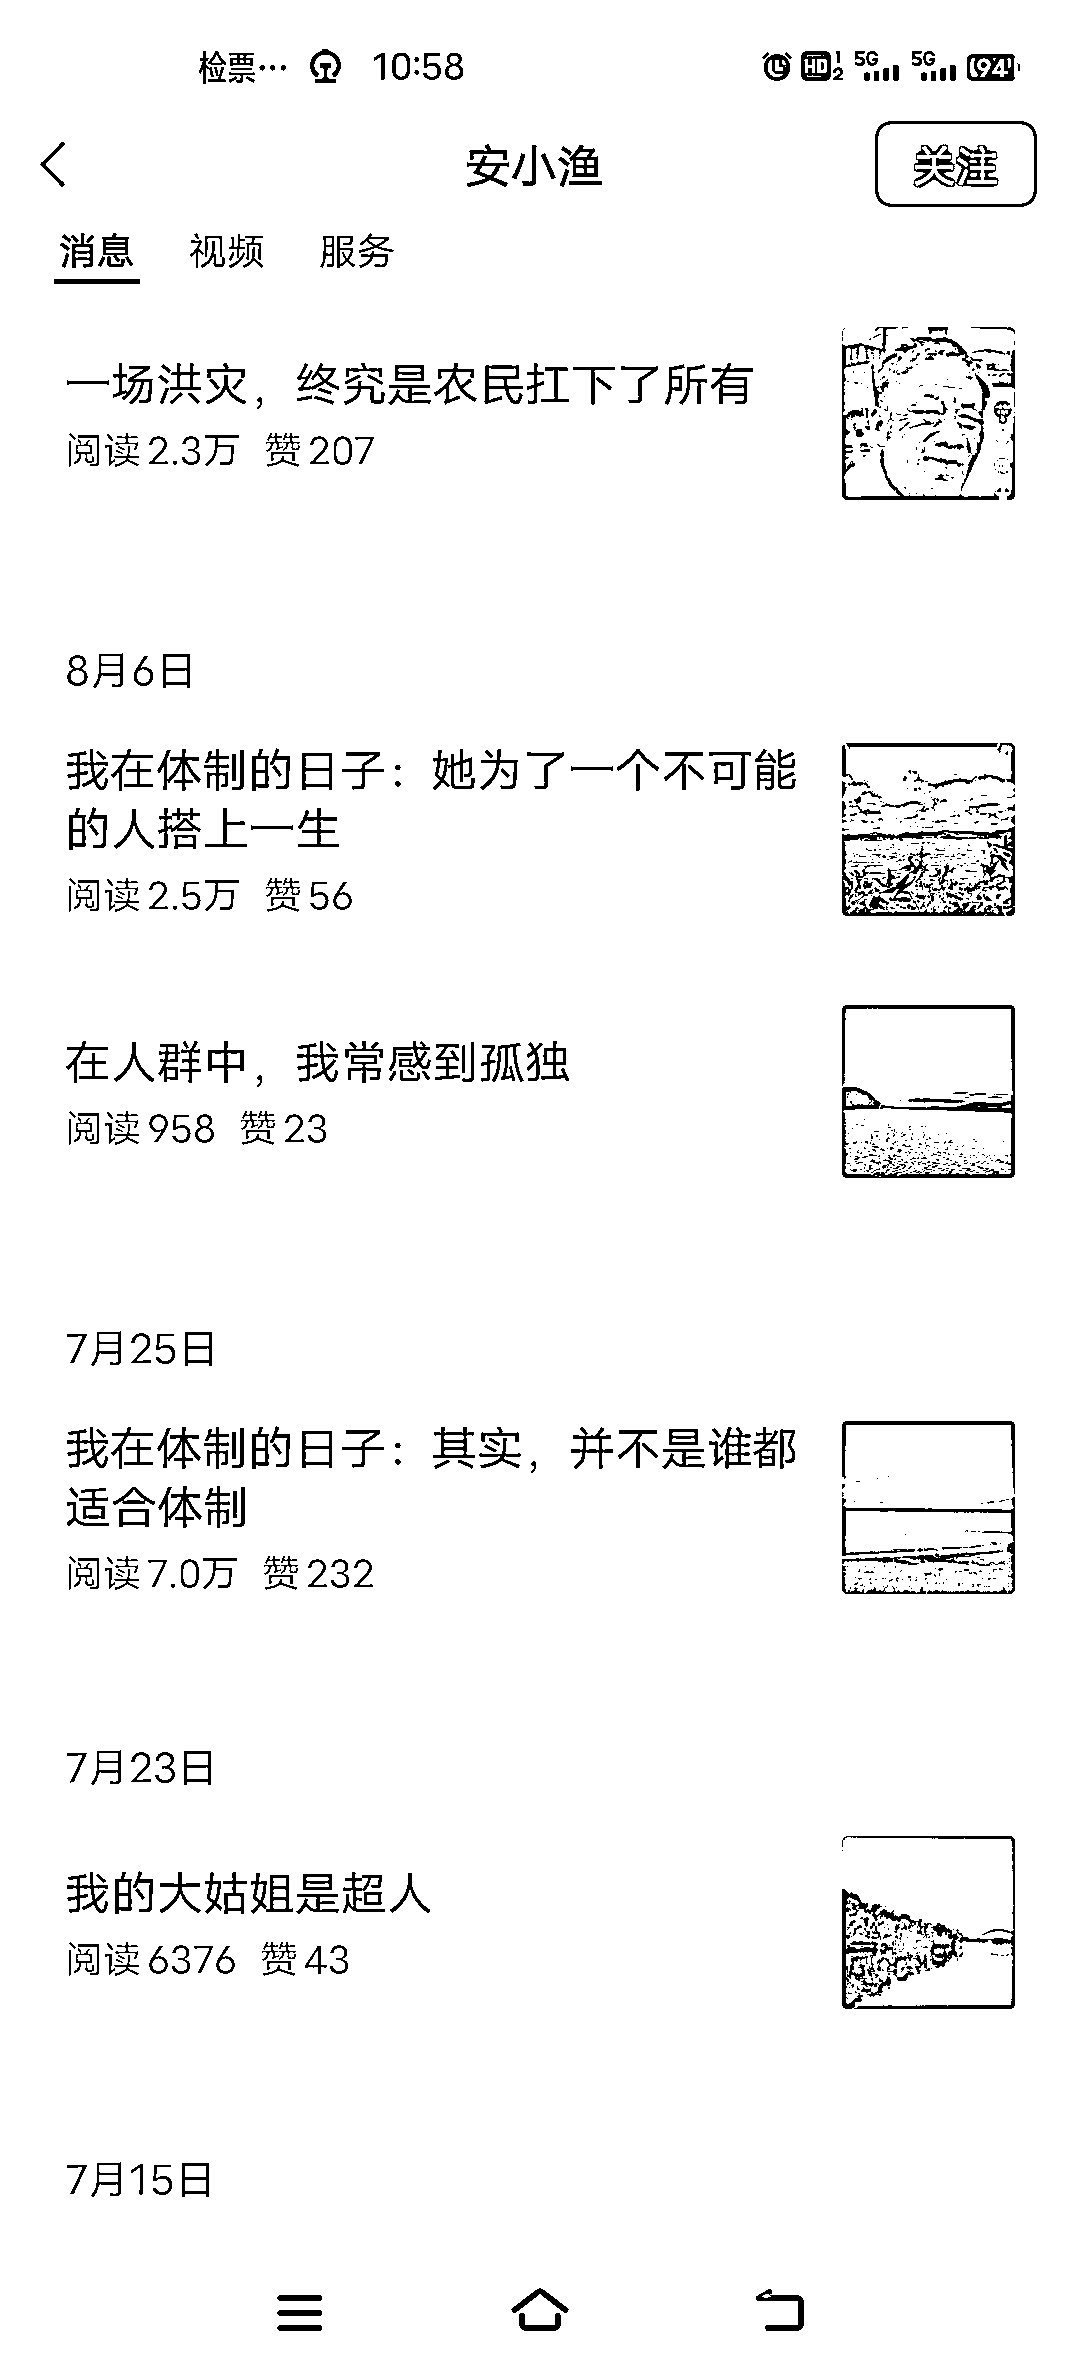 检票… 10:58 HD 1 2 5G 5G 94
安小渔 关注
消息 视频 服务
一场洪灾，终究是农民扛下了所有
阅读 2.3万 赞 207
8月6日
我在体制的日子：她为了一个不可能
的人搭上一生
阅读 2.5万 赞 56
在人群中，我常感到孤独
阅读 958 赞 23
7月25日
我在体制的日子：其实，并不是谁都
适合体制
阅读 7.0万 赞 232
7月23日
我的大姑姐是超人
阅读 6376 赞 43
7月15日